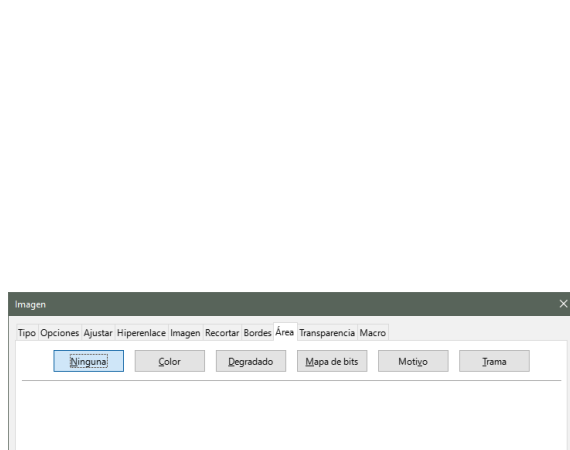 Imagen
Tipo Opciones Ajustar Hiperenlace Imagen Recortar Bordes Área Transparencia Macro
Ninguna Color Degradado Mapa de bits Motivo Trama